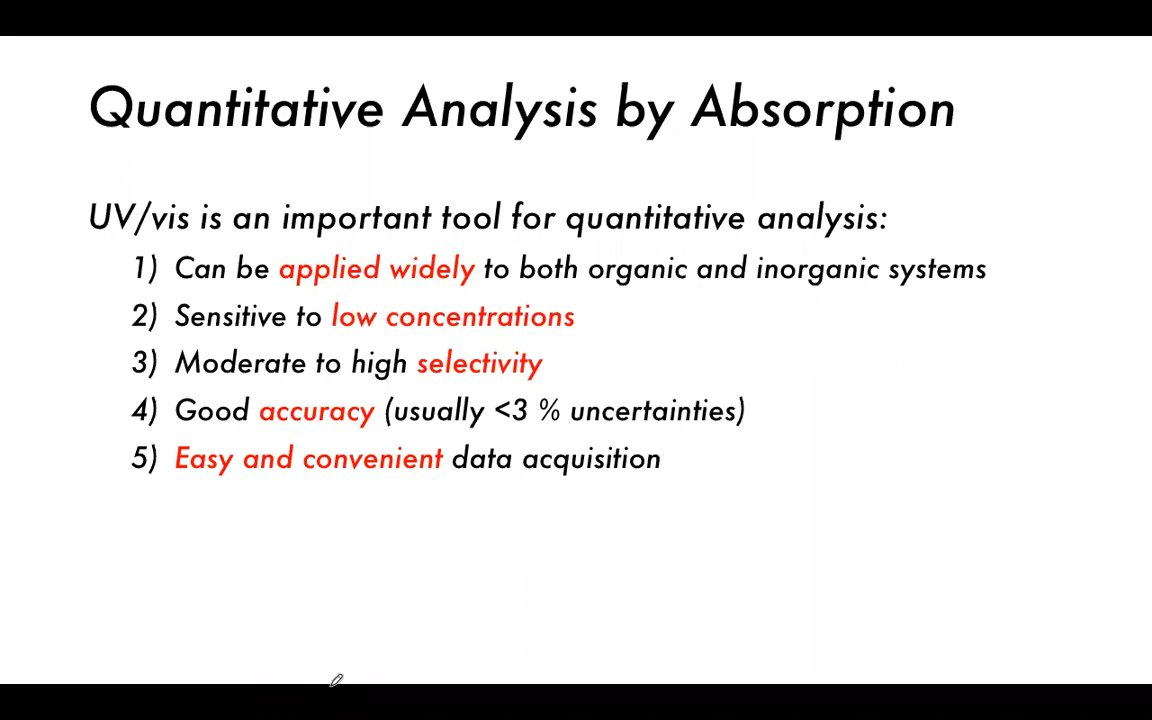 Quantitative Analysis by Absorption
UV/vis is an important tool for quantitative analysis:
1) Can be applied widely to both organic and inorganic systems
2) Sensitive to low concentrations
3) Moderate to high selectivity
4) Good accuracy (usually <3 % uncertainties)
5) Easy and convenient data acquisition